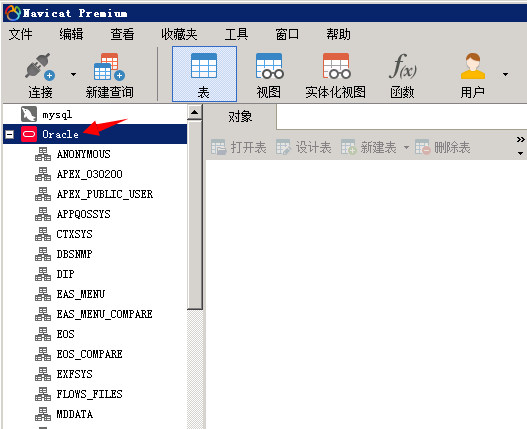 Navicat Premium
文件 编辑 查看 收藏夹 工具 窗口 帮助
连接 新建查询 表 视图 实体化视图 f(x) 函数 用户
mysql
Oracle
ANONYMOUS
APEX_030200
APEX_PUBLIC_USER
APPQOSSYS
CTXSYS
DBSNMP
DIP
EAS_MENU
EAS_MENU_COMPARE
EOS
EOS_COMPARE
EXFSYS
FLOWS_FILES
MDDATA
对象
打开表 设计表 新建表 删除表